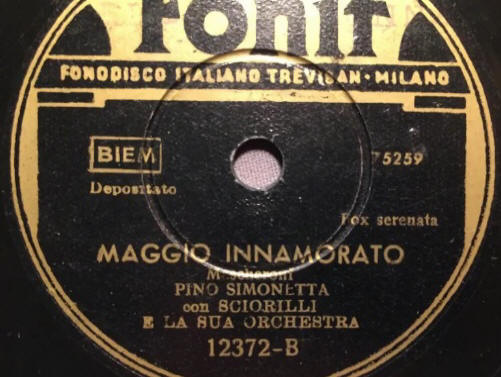 Fonit
FONODISCO ITALIANO TREVISAN · MILANO
BIEM
75259
Depositato
Fox serenata
MAGGIO INNAMORATO
Mascheroni
PINO SIMONETTA
con SCIORILLI
E LA SUA ORCHESTRA
12372-B